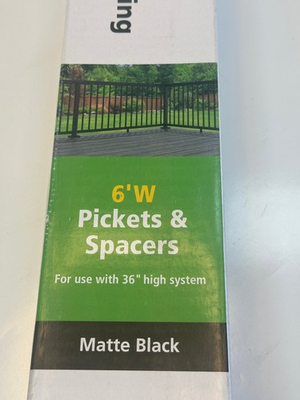 ing
6'W
Pickets &
Spacers
For use with 36" high system
Matte Black